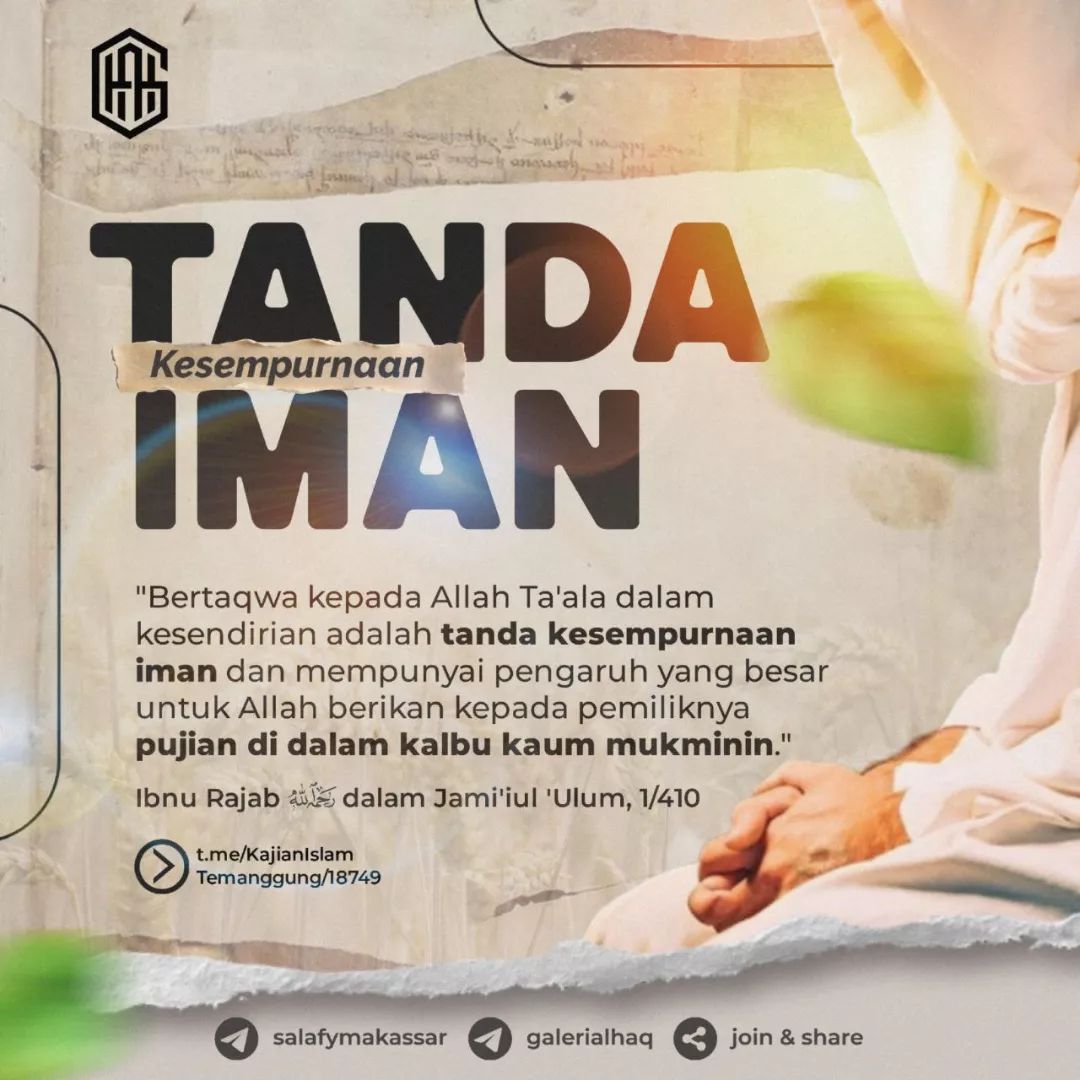 TANDA
Kesempurnaan
IMAN
"Bertaqwa kepada Allah Ta'ala dalam
kesendirian adalah tanda kesempurnaan
iman dan mempunyai pengaruh yang besar
untuk Allah berikan kepada pemiliknya
pujian di dalam kalbu kaum mukminin."
Ibnu Rajab رحمه الله dalam Jami'iul 'Ulum, 1/410
t.me/KajianIslam
Temanggung/18749
salafymakassar galerialhaq join & share